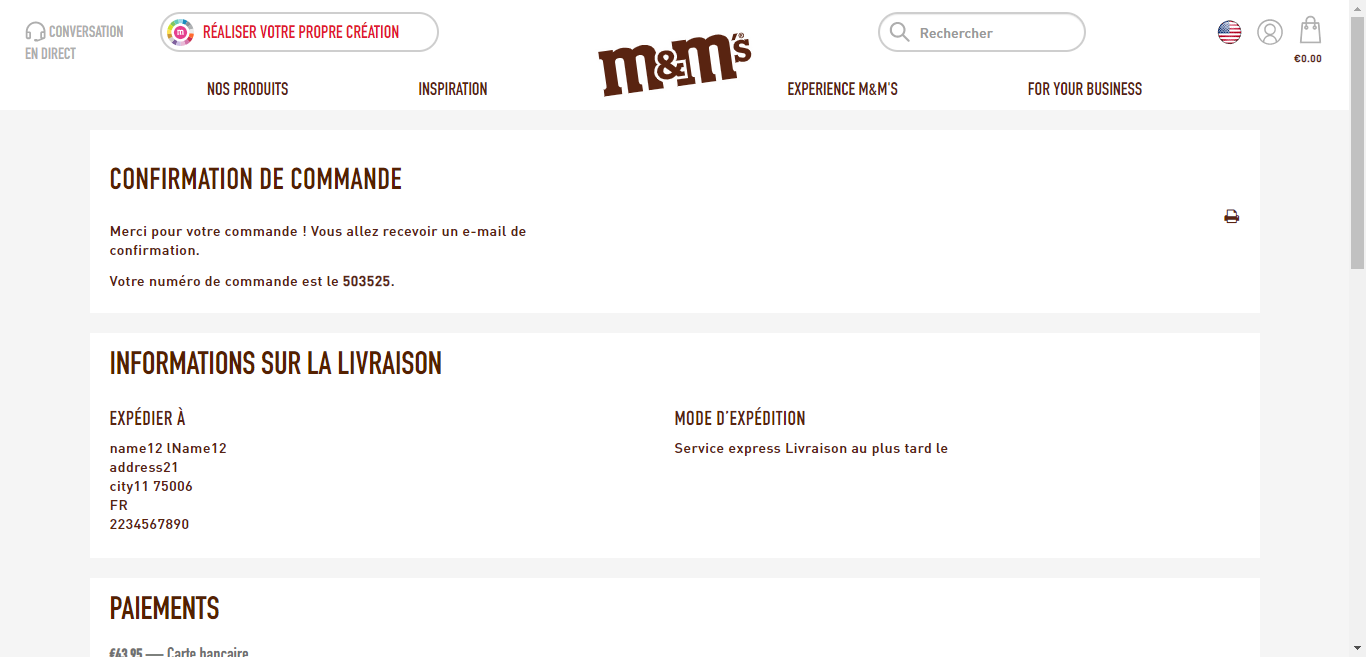 CONVERSATION
EN DIRECT
m
RÉALISER VOTRE PROPRE CRÉATION
m&m's®
Rechercher
€0.00
NOS PRODUITS
INSPIRATION
EXPERIENCE M&M'S
FOR YOUR BUSINESS
CONFIRMATION DE COMMANDE
Merci pour votre commande ! Vous allez recevoir un e-mail de
confirmation.
Votre numéro de commande est le 503525.
INFORMATIONS SUR LA LIVRAISON
EXPÉDIER À
name12 lName12
address21
city11 75006
FR
2234567890
MODE D'EXPÉDITION
Service express Livraison au plus tard le
PAIEMENTS
€43.95 — Carte bancaire